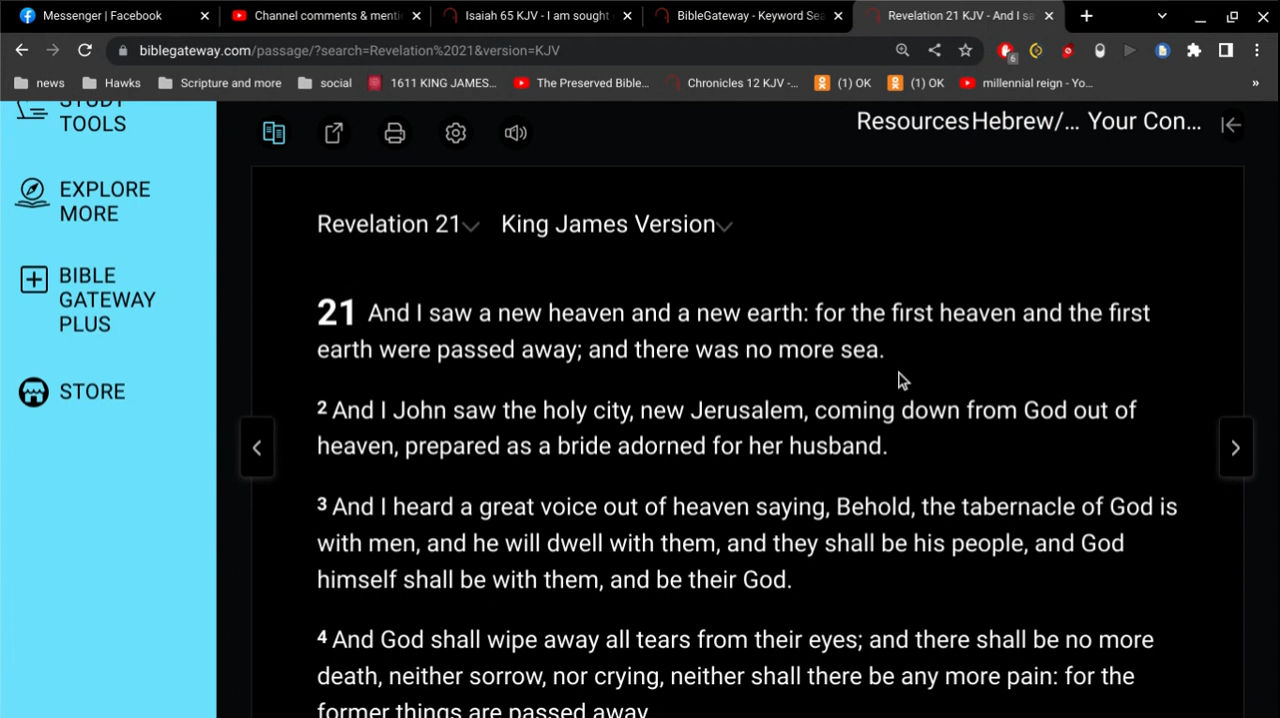 Messenger | Facebook
Channel comments & menti
Isaiah 65 KJV - I am sought
BibleGateway - Keyword Sea
Revelation 21 KJV - And I sa
biblegateway.com/passage/?search=Revelation%2021&version=KJV
6
news
Hawks
Scripture and more
social
1611 KING JAMES...
The Preserved Bible...
Chronicles 12 KJV -...
(1) OK
(1) OK
millennial reign - Yo...
»
STUDY
TOOLS
EXPLORE
MORE
BIBLE
GATEWAY
PLUS
STORE
Resources
Hebrew/...
Your Con...
Revelation 21
King James Version
21 And I saw a new heaven and a new earth: for the first heaven and the first
earth were passed away; and there was no more sea.
2 And I John saw the holy city, new Jerusalem, coming down from God out of
heaven, prepared as a bride adorned for her husband.
3 And I heard a great voice out of heaven saying, Behold, the tabernacle of God is
with men, and he will dwell with them, and they shall be his people, and God
himself shall be with them, and be their God.
4 And God shall wipe away all tears from their eyes; and there shall be no more
death, neither sorrow, nor crying, neither shall there be any more pain: for the
former things are passed away